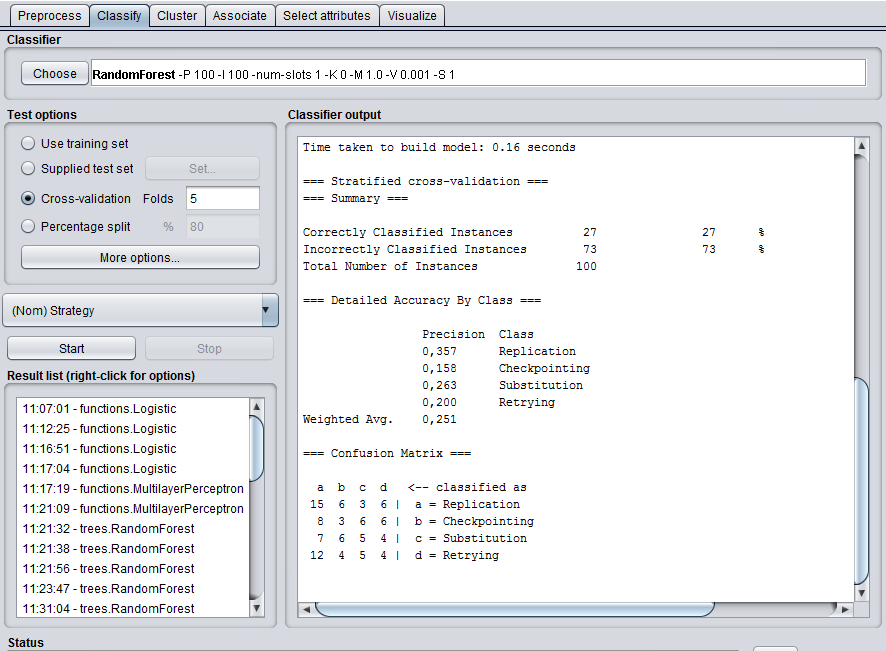 Preprocess Classify Cluster Associate Select attributes Visualize
Classifier
Choose RandomForest -P 100 -I 100 -num-slots 1 -K 0 -M 1.0 -V 0.001 -S 1
Test options
Use training set
Supplied test set Set...
Cross-validation Folds 5
Percentage split % 80
More options...
(Nom) Strategy
Start Stop
Result list (right-click for options)
11:07:01 - functions.Logistic
11:12:25 - functions.Logistic
11:16:51 - functions.Logistic
11:17:04 - functions.Logistic
11:17:19 - functions.MultilayerPerceptron
11:21:09 - functions.MultilayerPerceptron
11:21:32 - trees.RandomForest
11:21:38 - trees.RandomForest
11:21:56 - trees.RandomForest
11:23:47 - trees.RandomForest
11:31:04 - trees.RandomForest
Classifier output
Time taken to build model: 0.16 seconds
=== Stratified cross-validation ===
=== Summary ===
Correctly Classified Instances 27 27 %
Incorrectly Classified Instances 73 73 %
Total Number of Instances 100
=== Detailed Accuracy By Class ===
Precision Class
0,357 Replication
0,158 Checkpointing
0,263 Substitution
0,200 Retrying
Weighted Avg. 0,251
=== Confusion Matrix ===
a b c d <-- classified as
15 6 3 6 | a = Replication
8 3 6 6 | b = Checkpointing
7 6 5 4 | c = Substitution
12 4 5 4 | d = Retrying
Status